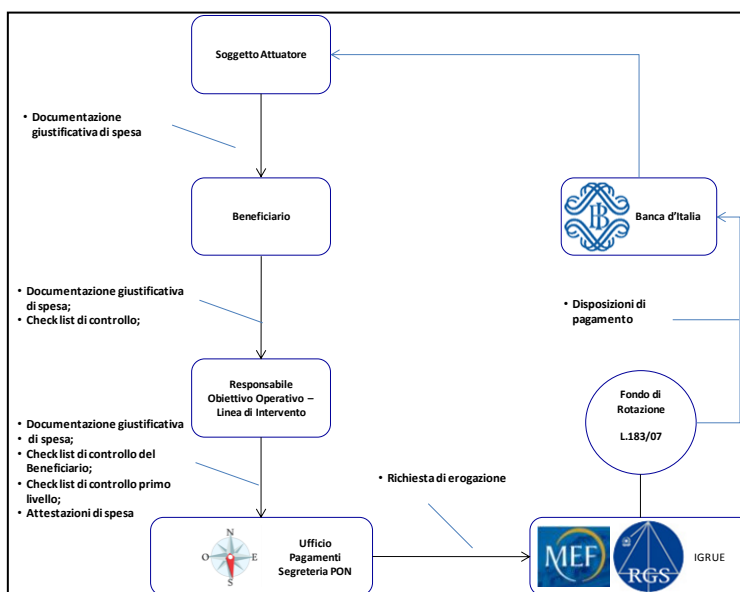 Soggetto Attuatore
• Documentazione
giustificativa di spesa
Beneficiario
Banca d'Italia
• Documentazione giustificativa
di spesa;
• Check list di controllo;
• Disposizioni di
pagamento
Responsabile
Obiettivo Operativo –
Linea di Intervento
Fondo di
Rotazione
L.183/07
• Documentazione giustificativa
• di spesa;
• Check list di controllo del
Beneficiario;
• Check list di controllo primo
livello;
• Attestazioni di spesa
• Richiesta di erogazione
N
O E
S
Ufficio
Pagamenti
Segreteria PON
MEF
RGS
IGRUE